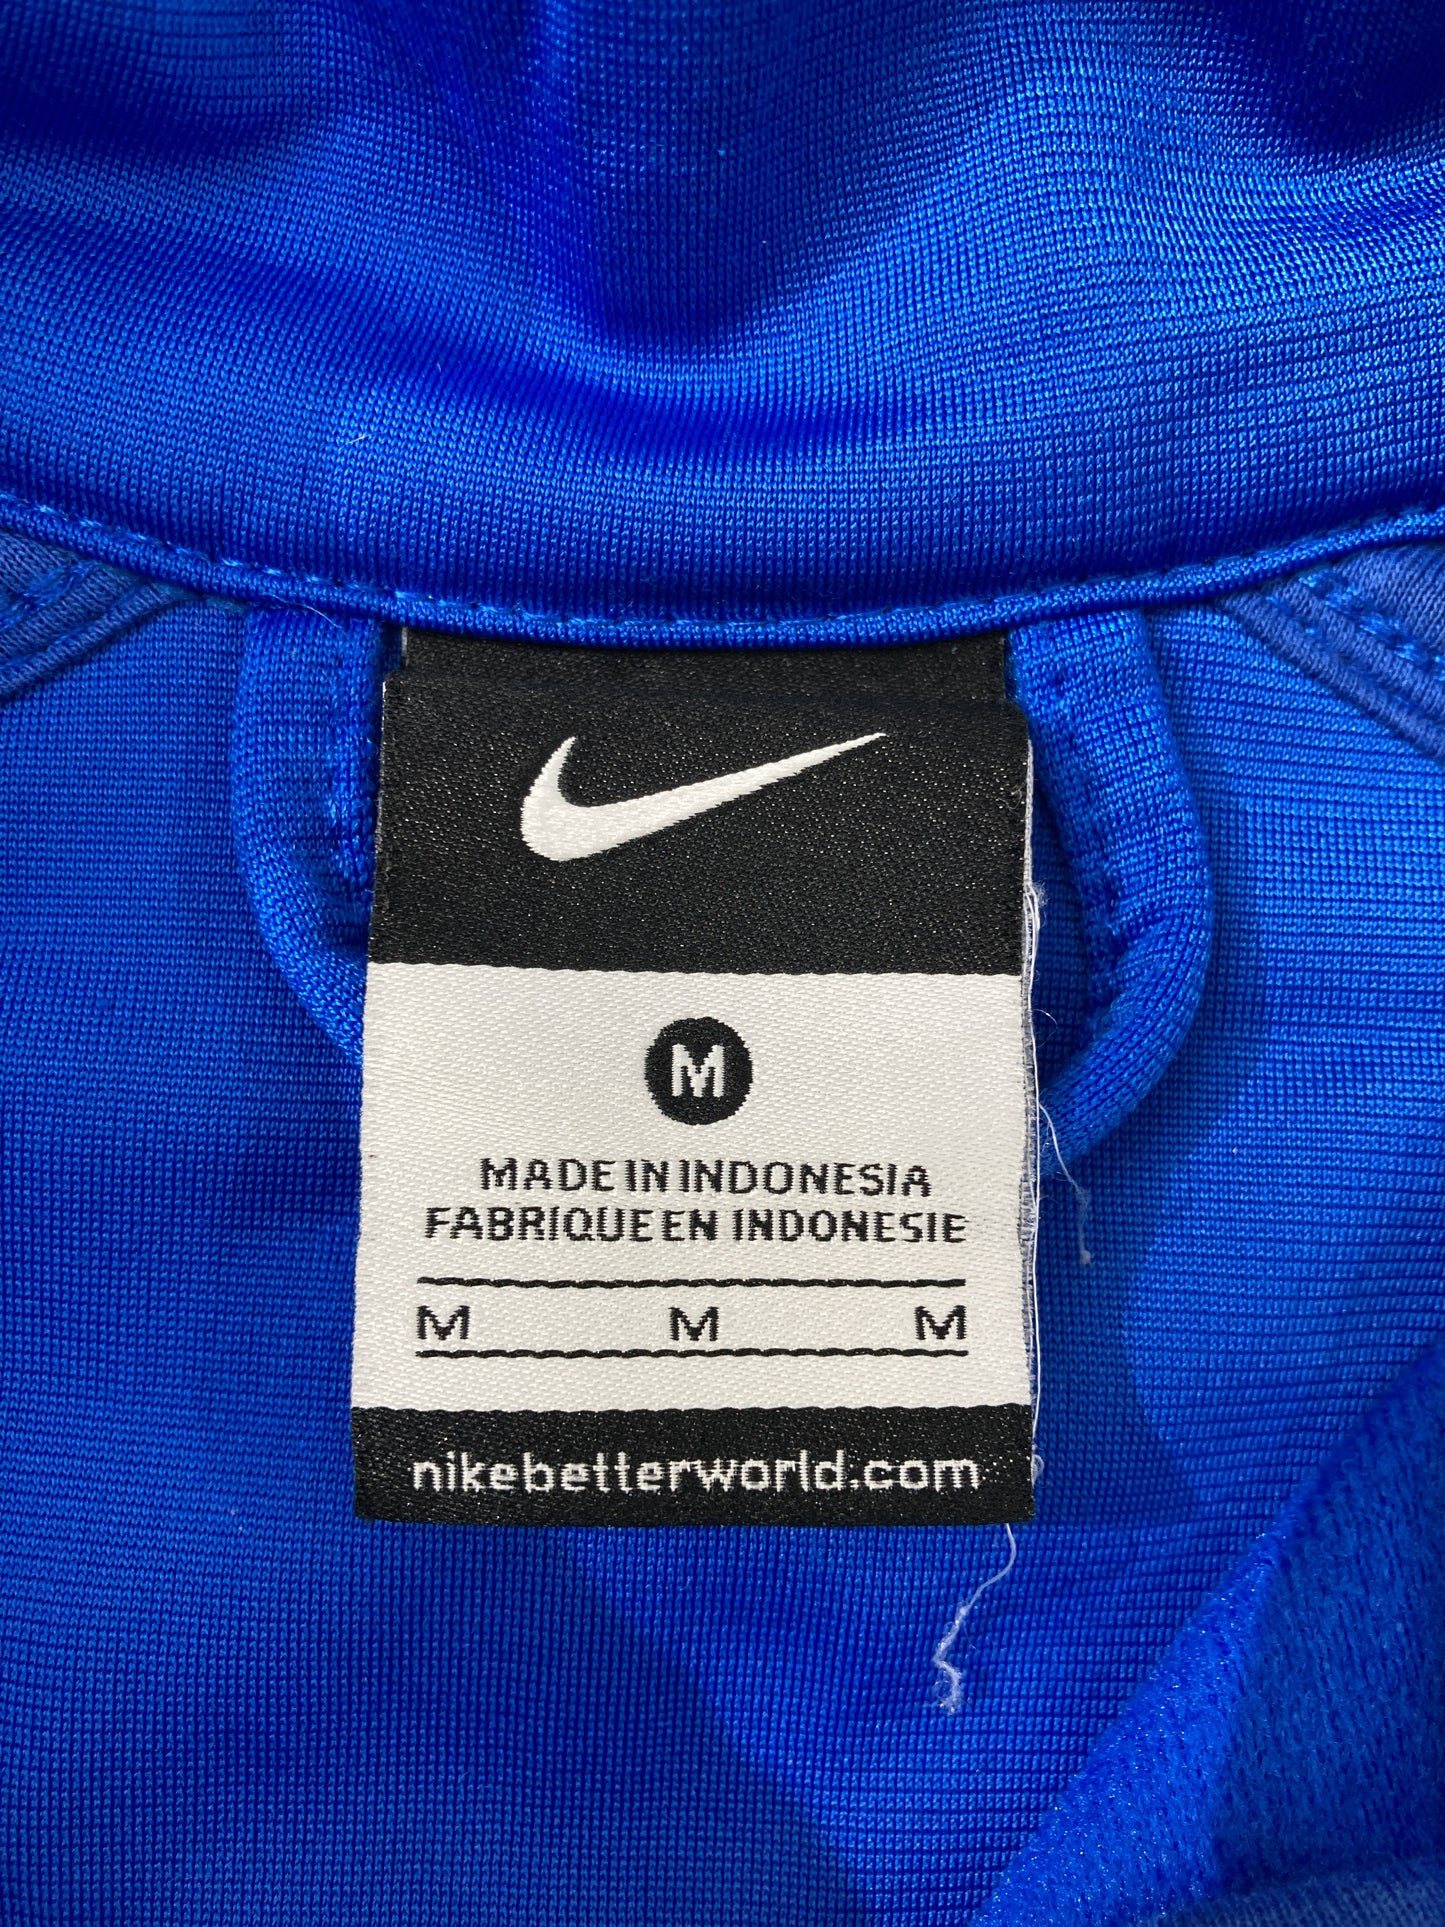 M
MADE IN INDONESIA
FABRIQUE EN INDONESIE
M M M
nikebetterworld.com